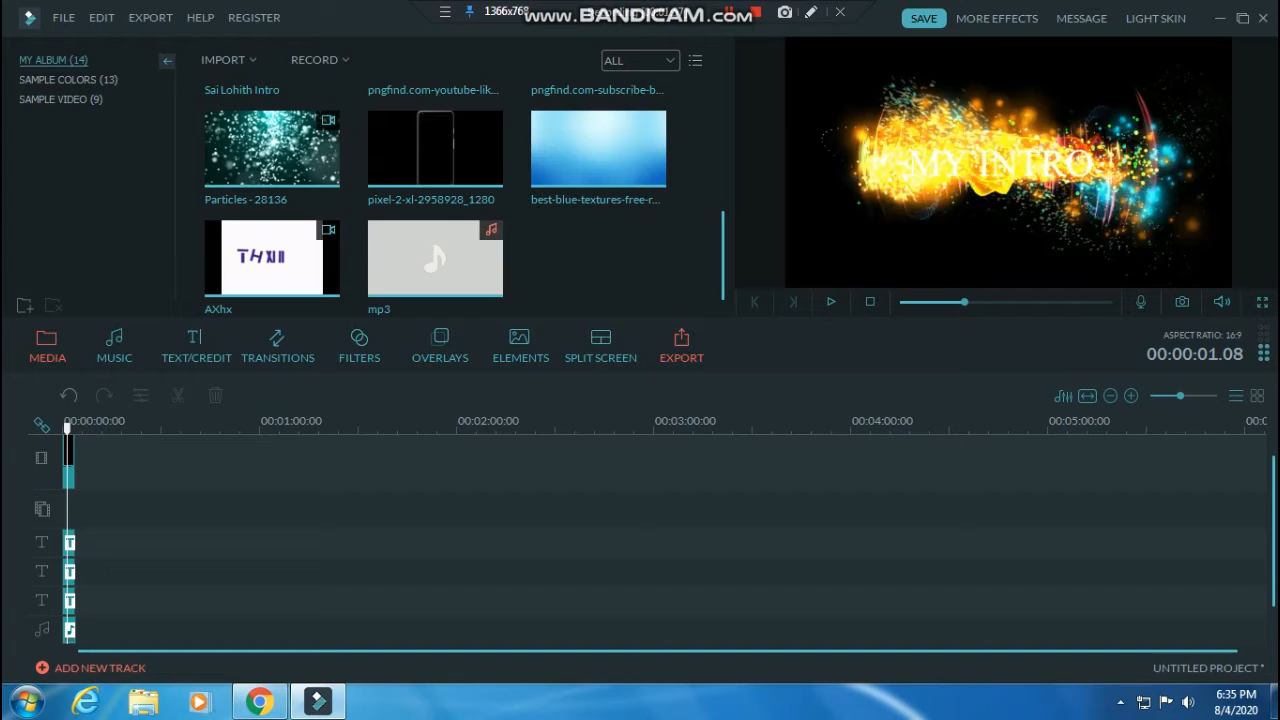 FILE EDIT EXPORT HELP REGISTER
1366x768
www.BANDICAM.com
SAVE MORE EFFECTS MESSAGE LIGHT SKIN
MY ALBUM (14)
SAMPLE COLORS (13)
SAMPLE VIDEO (9)
IMPORT RECORD ALL
Sai Lohith Intro pngfind.com-youtube-lik... pngfind.com-subscribe-b...
Particles - 28136 pixel-2-xl-2958928_1280 best-blue-textures-free-r...
AXhx mp3
MY INTRO
MEDIA MUSIC TEXT/CREDIT TRANSITIONS FILTERS OVERLAYS ELEMENTS SPLIT SCREEN EXPORT
ASPECT RATIO: 16:9
00:00:01.08
00:00:00:00 00:01:00:00 00:02:00:00 00:03:00:00 00:04:00:00 00:05:00:00 00:0
T
T
T
ADD NEW TRACK UNTITLED PROJECT *
6:35 PM
8/4/2020